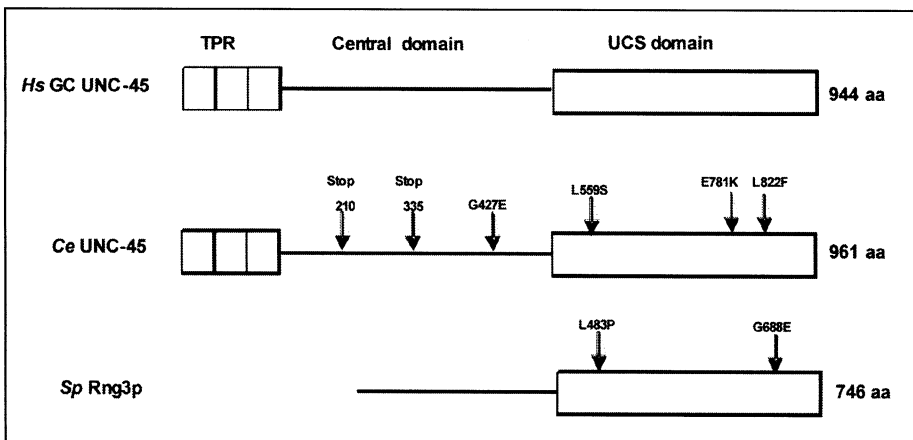 TPR Central domain UCS domain
Hs GC UNC-45 944 aa
Stop Stop
210 335 G427E L559S E781K L822F
Ce UNC-45 961 aa
L483P G688E
Sp Rng3p 746 aa